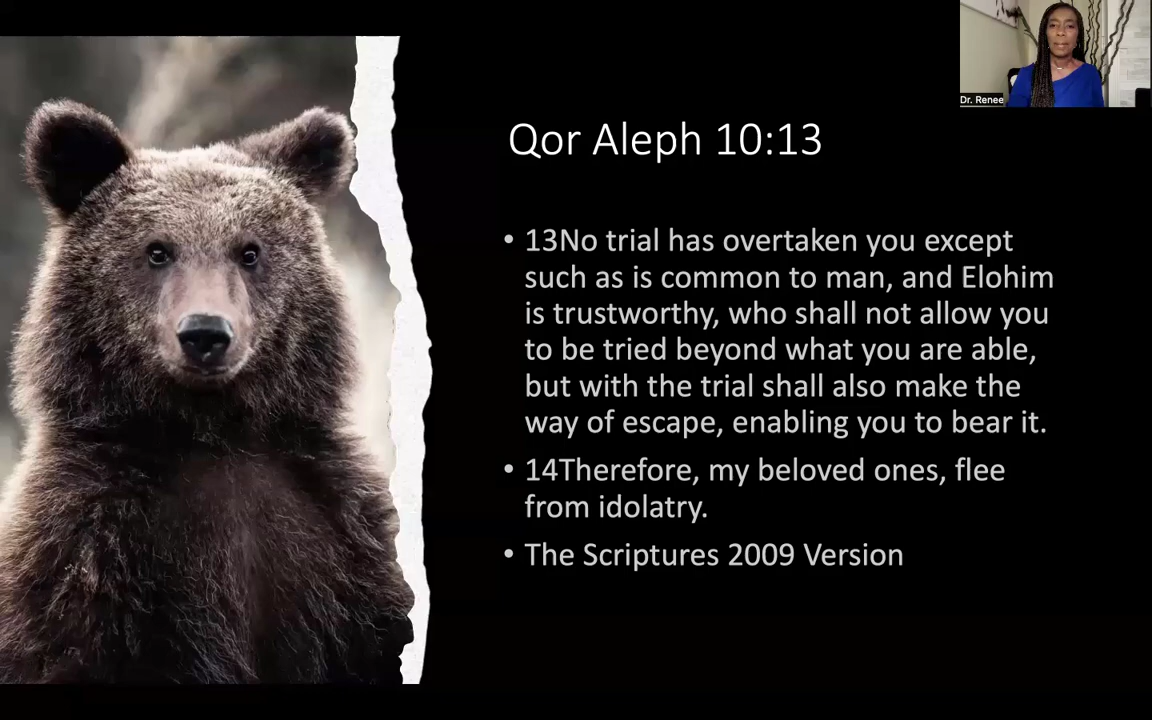 Dr. Renee
Qor Aleph 10:13
• 13No trial has overtaken you except
such as is common to man, and Elohim
is trustworthy, who shall not allow you
to be tried beyond what you are able,
but with the trial shall also make the
way of escape, enabling you to bear it.
• 14Therefore, my beloved ones, flee
from idolatry.
• The Scriptures 2009 Version